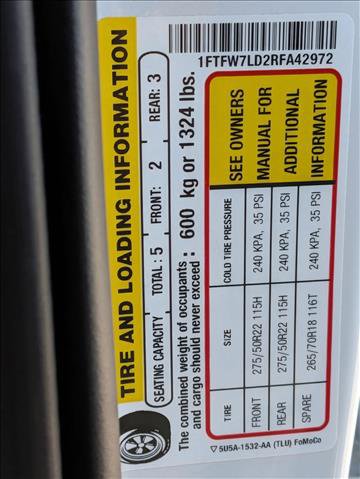 1FTFW7LD2RFA42972
TIRE AND LOADING INFORMATION
SEATING CAPACITY TOTAL : 5 FRONT: 2 REAR: 3
The combined weight of occupants
and cargo should never exceed : 600 kg or 1324 lbs.
TIRE SIZE COLD TIRE PRESSURE SEE OWNERS
FRONT 275/50R22 115H 240 KPA, 35 PSI MANUAL FOR
REAR 275/50R22 115H 240 KPA, 35 PSI ADDITIONAL
SPARE 265/70R18 116T 240 KPA, 35 PSI INFORMATION
▽ 5U5A-1532-AA (TLU) FoMoCo